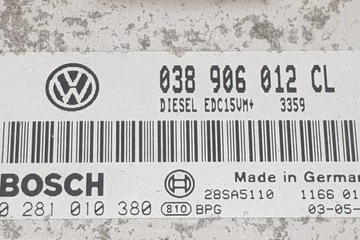 038 906 012 CL
DIESEL EDC15VM+ 3359
BOSCH
Made in German
0 281 010 380
28SA5110 1166 01
810 BPG
03-05-